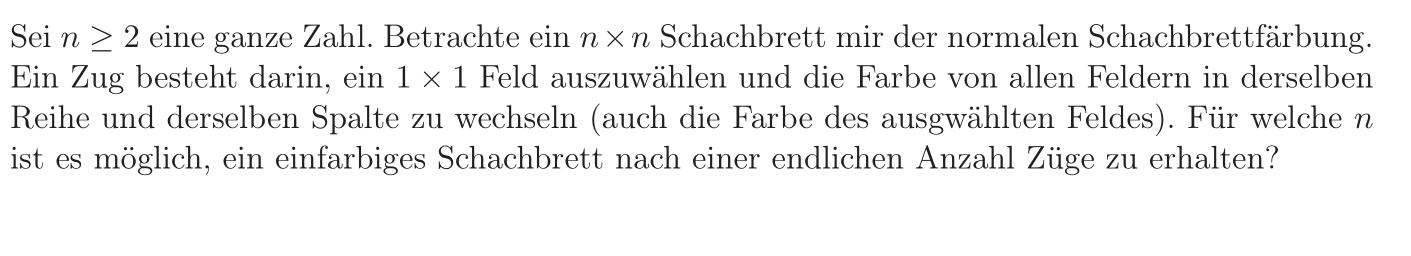 Sei n ≥ 2 eine ganze Zahl. Betrachte ein n × n Schachbrett mir der normalen Schachbrettfärbung.
Ein Zug besteht darin, ein 1 × 1 Feld auszuwählen und die Farbe von allen Feldern in derselben
Reihe und derselben Spalte zu wechseln (auch die Farbe des ausgwählten Feldes). Für welche n
ist es möglich, ein einfarbiges Schachbrett nach einer endlichen Anzahl Züge zu erhalten?